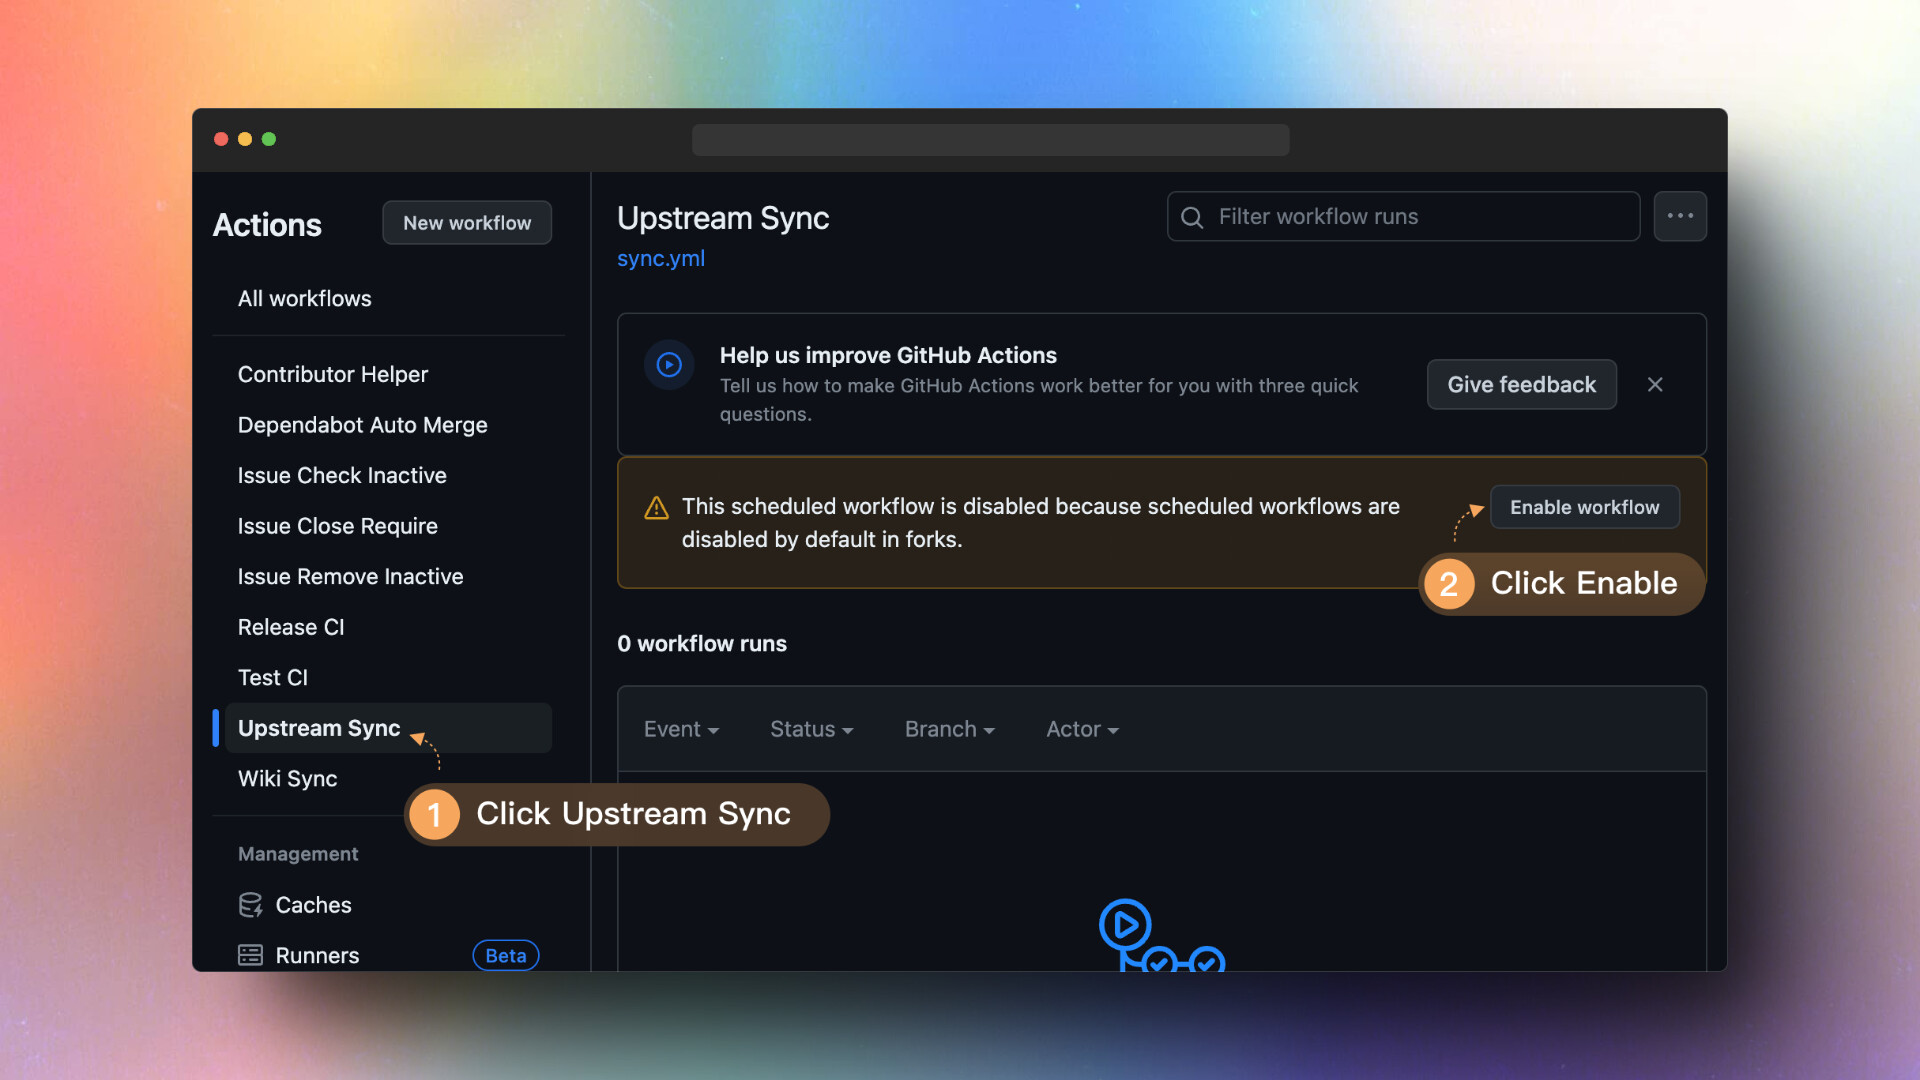 Actions
New workflow
All workflows
Contributor Helper
Dependabot Auto Merge
Issue Check Inactive
Issue Close Require
Issue Remove Inactive
Release CI
Test CI
Upstream Sync
Wiki Sync
1 Click Upstream Sync
Management
Caches
Runners
Beta
Upstream Sync
sync.yml
Filter workflow runs
Help us improve GitHub Actions
Tell us how to make GitHub Actions work better for you with three quick
questions.
Give feedback
This scheduled workflow is disabled because scheduled workflows are
disabled by default in forks.
Enable workflow
2 Click Enable
0 workflow runs
Event Status Branch Actor